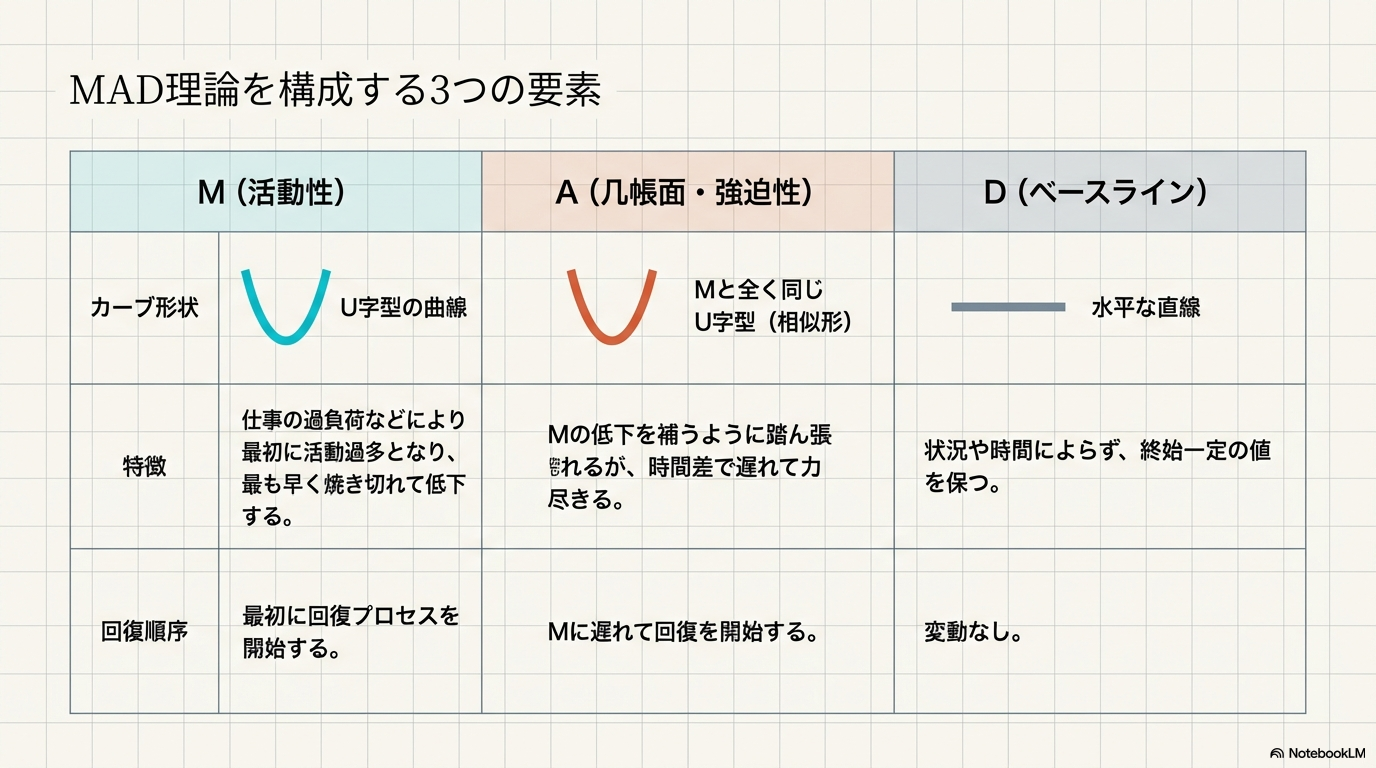 MAD理論を構成する3つの要素
M（活動性）
A（几帳面・強迫性）
D（ベースライン）
カーブ形状
U字型の曲線
Mと全く同じ
U字型（相似形）
水平な直線
特徴
仕事の過負荷などにより
最初に活動過多となり、
最も早く焼き切れて低下
する。
Mの低下を補うように踏ん張
れるが、時間差で遅れて力
尽きる。
状況や時間によらず、終始一定の値
を保つ。
回復順序
最初に回復プロセスを
開始する。
Mに遅れて回復を開始する。
変動なし。
NotebookLM